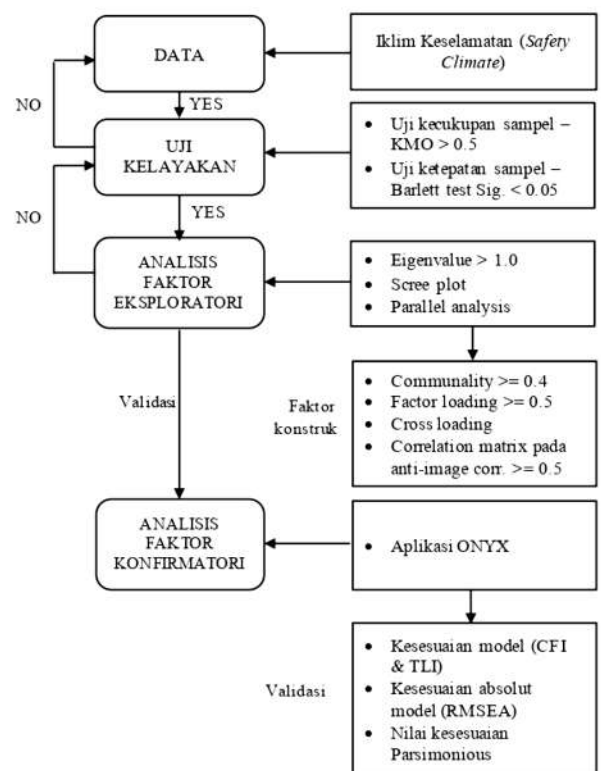 DATA
Iklim Keselamatan (Safety
Climate)
NO
YES
UJI
KELAYAKAN
• Uji kecukupan sampel –
KMO > 0.5
• Uji ketepatan sampel –
Barlett test Sig. < 0.05
NO
YES
ANALISIS
FAKTOR
EKSPLORATORI
• Eigenvalue > 1.0
• Scree plot
• Parallel analysis
Validasi
Faktor
konstruk
• Communality >= 0.4
• Factor loading >= 0.5
• Cross loading
• Correlation matrix pada
anti-image corr. >= 0.5
ANALISIS
FAKTOR
KONFIRMATORI
• Aplikasi ONYX
Validasi
• Kesesuaian model (CFI
& TLI)
• Kesesuaian absolut
model (RMSEA)
• Nilai kesesuaian
Parsimonious